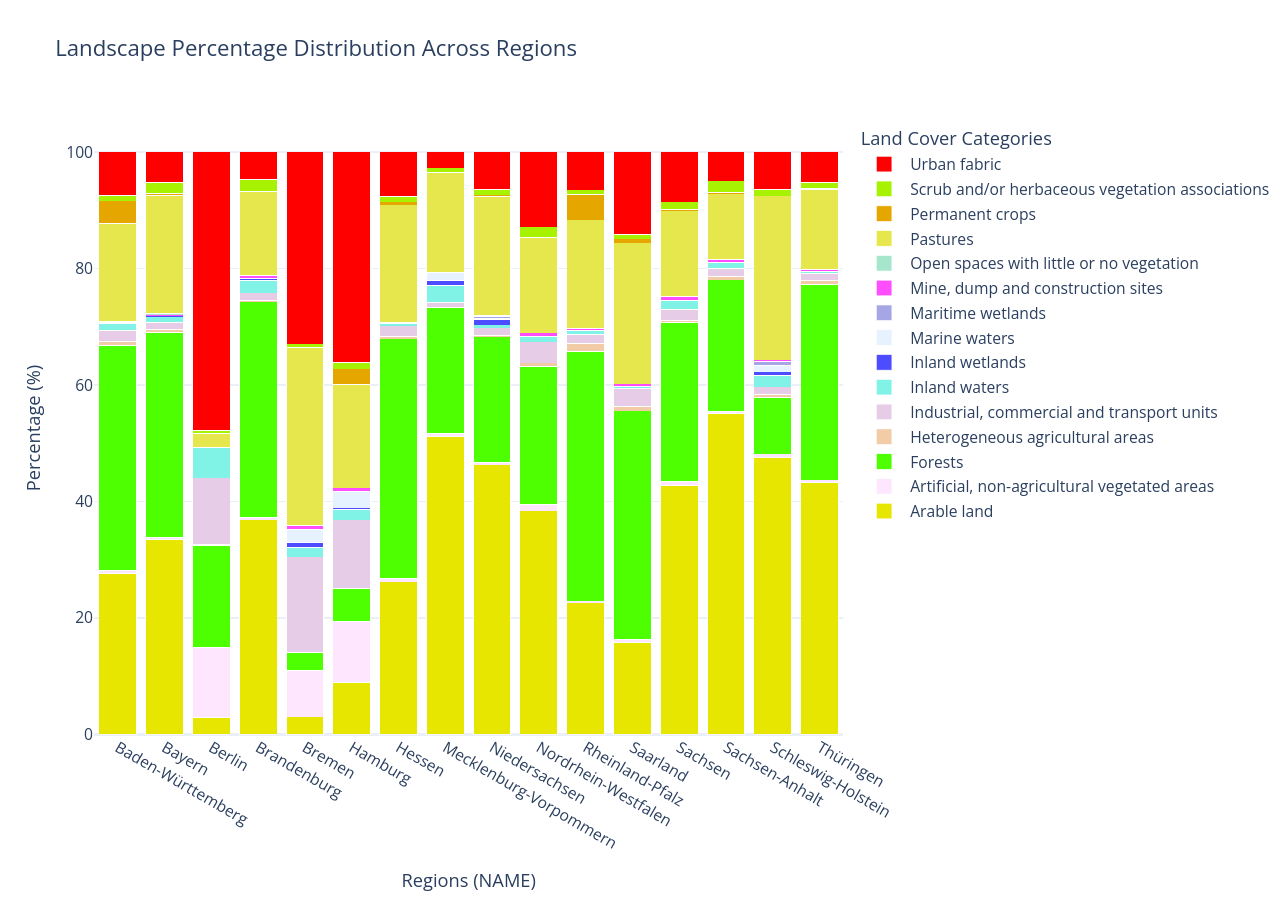 Landscape Percentage Distribution Across Regions
Land Cover Categories
Urban fabric
Scrub and/or herbaceous vegetation associations
Permanent crops
Pastures
Open spaces with little or no vegetation
Mine, dump and construction sites
Maritime wetlands
Marine waters
Inland wetlands
Inland waters
Industrial, commercial and transport units
Heterogeneous agricultural areas
Forests
Artificial, non-agricultural vegetated areas
Arable land
Percentage (%)
100
80
60
40
20
0
Baden-Württemberg
Bayern
Berlin
Brandenburg
Bremen
Hamburg
Hessen
Mecklenburg-Vorpommern
Niedersachsen
Nordrhein-Westfalen
Rheinland-Pfalz
Saarland
Sachsen
Sachsen-Anhalt
Schleswig-Holstein
Thüringen
Regions (NAME)